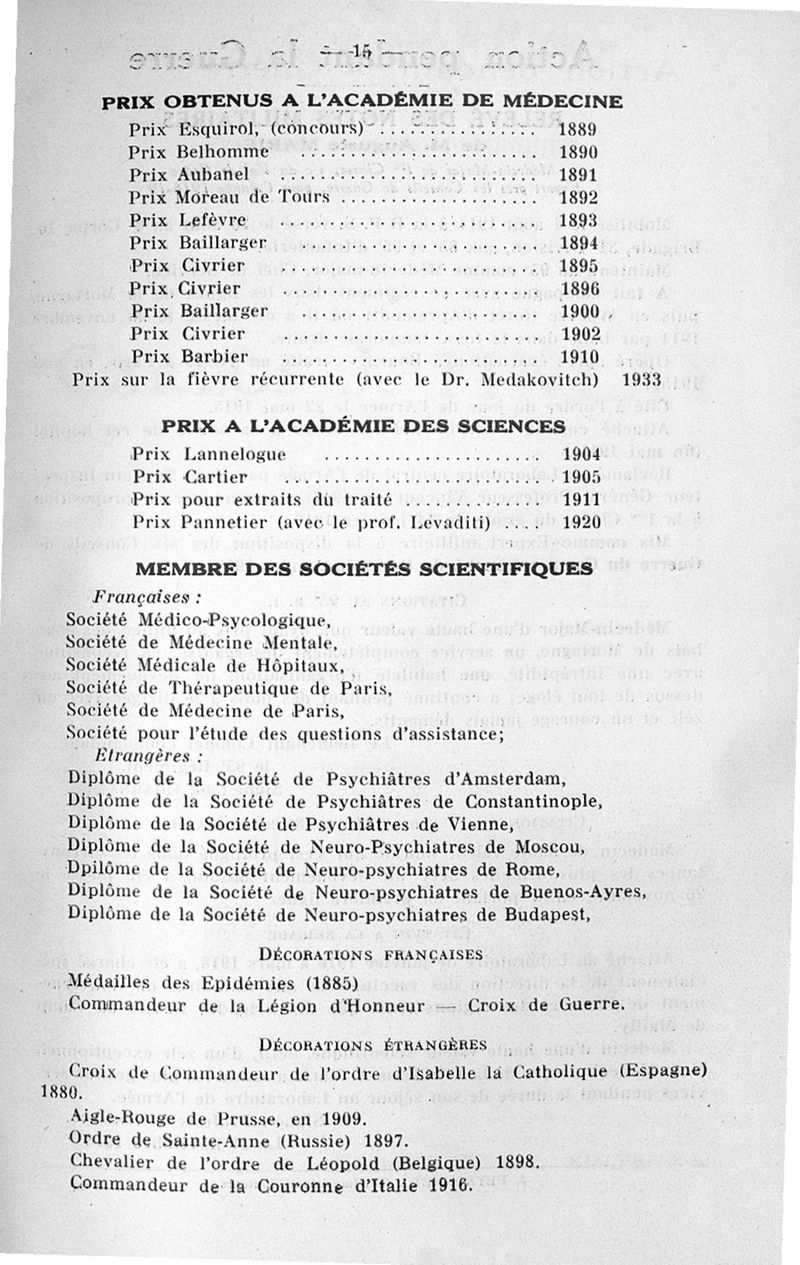 — 15 —
PRIX OBTENUS A L'ACADÉMIE DE MÉDECINE
Prix Esquirol, (concours) .................. 1889
Prix Belhomme ........................ 1890
Prix Aubanel ........................ 1891
Prix Moreau de Tours .................... 1892
Prix Lefèvre ........................ 1893
Prix Baillarger ........................ 1894
Prix Civrier ........................ 1895
Prix Civrier ........................ 1896
Prix Baillarger ........................ 1900
Prix Civrier ........................ 1902
Prix Barbier ........................ 1910
Prix sur la fièvre récurrente (avec le Dr. Medakovitch) 1933
PRIX A L'ACADÉMIE DES SCIENCES
Prix Lannelogue ...................... 1904
Prix Cartier .......................... 1905
Prix pour extraits du traité .............. 1911
Prix Pannetier (avec le prof. Levaditi) ..... 1920
MEMBRE DES SOCIÉTÉS SCIENTIFIQUES
Françaises :
Société Médico-Psycologique,
Société de Médecine Mentale,
Société Médicale de Hôpitaux,
Société de Thérapeutique de Paris,
Société de Médecine de Paris,
Société pour l'étude des questions d'assistance;
Etrangères :
Diplôme de la Société de Psychiâtres d'Amsterdam,
Diplôme de la Société de Psychiâtres de Constantinople,
Diplôme de la Société de Psychiâtres de Vienne,
Diplôme de la Société de Neuro-Psychiatres de Moscou,
Dpilôme de la Société de Neuro-psychiatres de Rome,
Diplôme de la Société de Neuro-psychiatres de Buenos-Ayres,
Diplôme de la Société de Neuro-psychiatres de Budapest,
DÉCORATIONS FRANÇAISES
Médailles des Epidémies (1885)
Commandeur de la Légion d'Honneur — Croix de Guerre.
DÉCORATIONS ÉTRANGÈRES
Croix de Commandeur de l'ordre d'Isabelle la Catholique (Espagne)
1880.
Aigle-Rouge de Prusse, en 1909.
Ordre de Sainte-Anne (Russie) 1897.
Chevalier de l'ordre de Léopold (Belgique) 1898.
Commandeur de la Couronne d'Italie 1916.